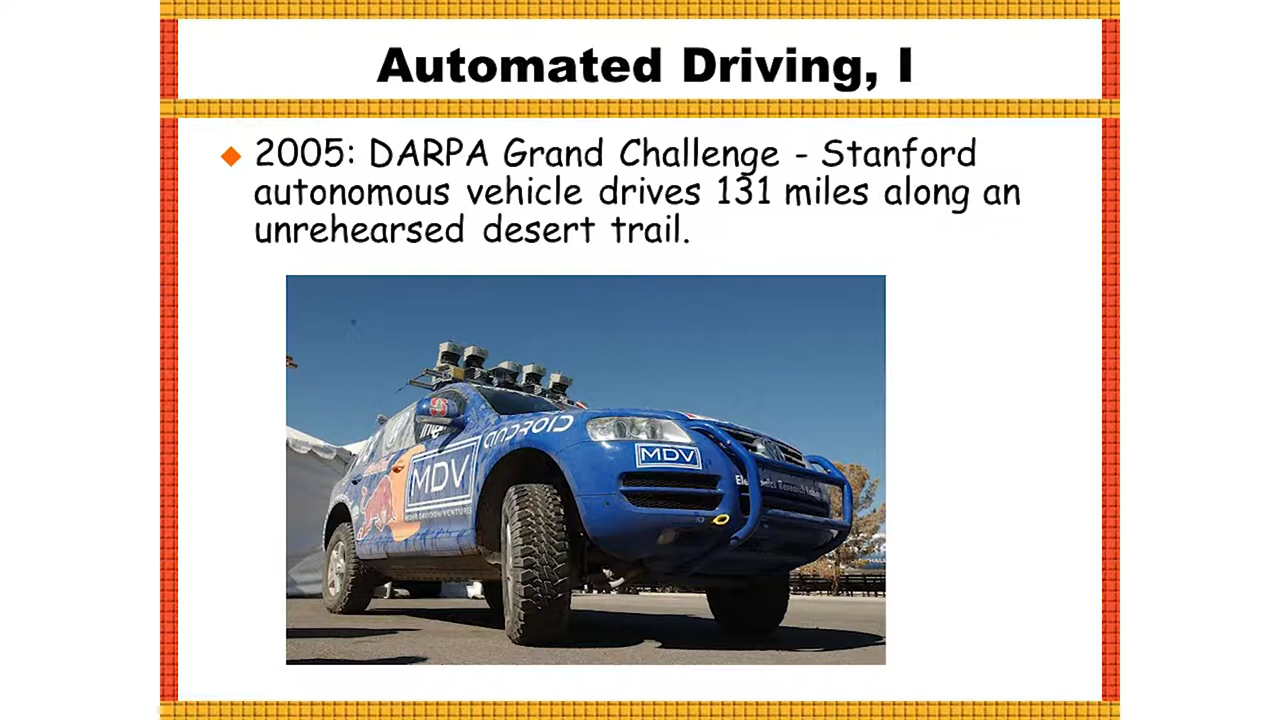 Automated Driving, I
2005: DARPA Grand Challenge - Stanford
autonomous vehicle drives 131 miles along an
unrehearsed desert trail.
ANDROID
MDV
MDV